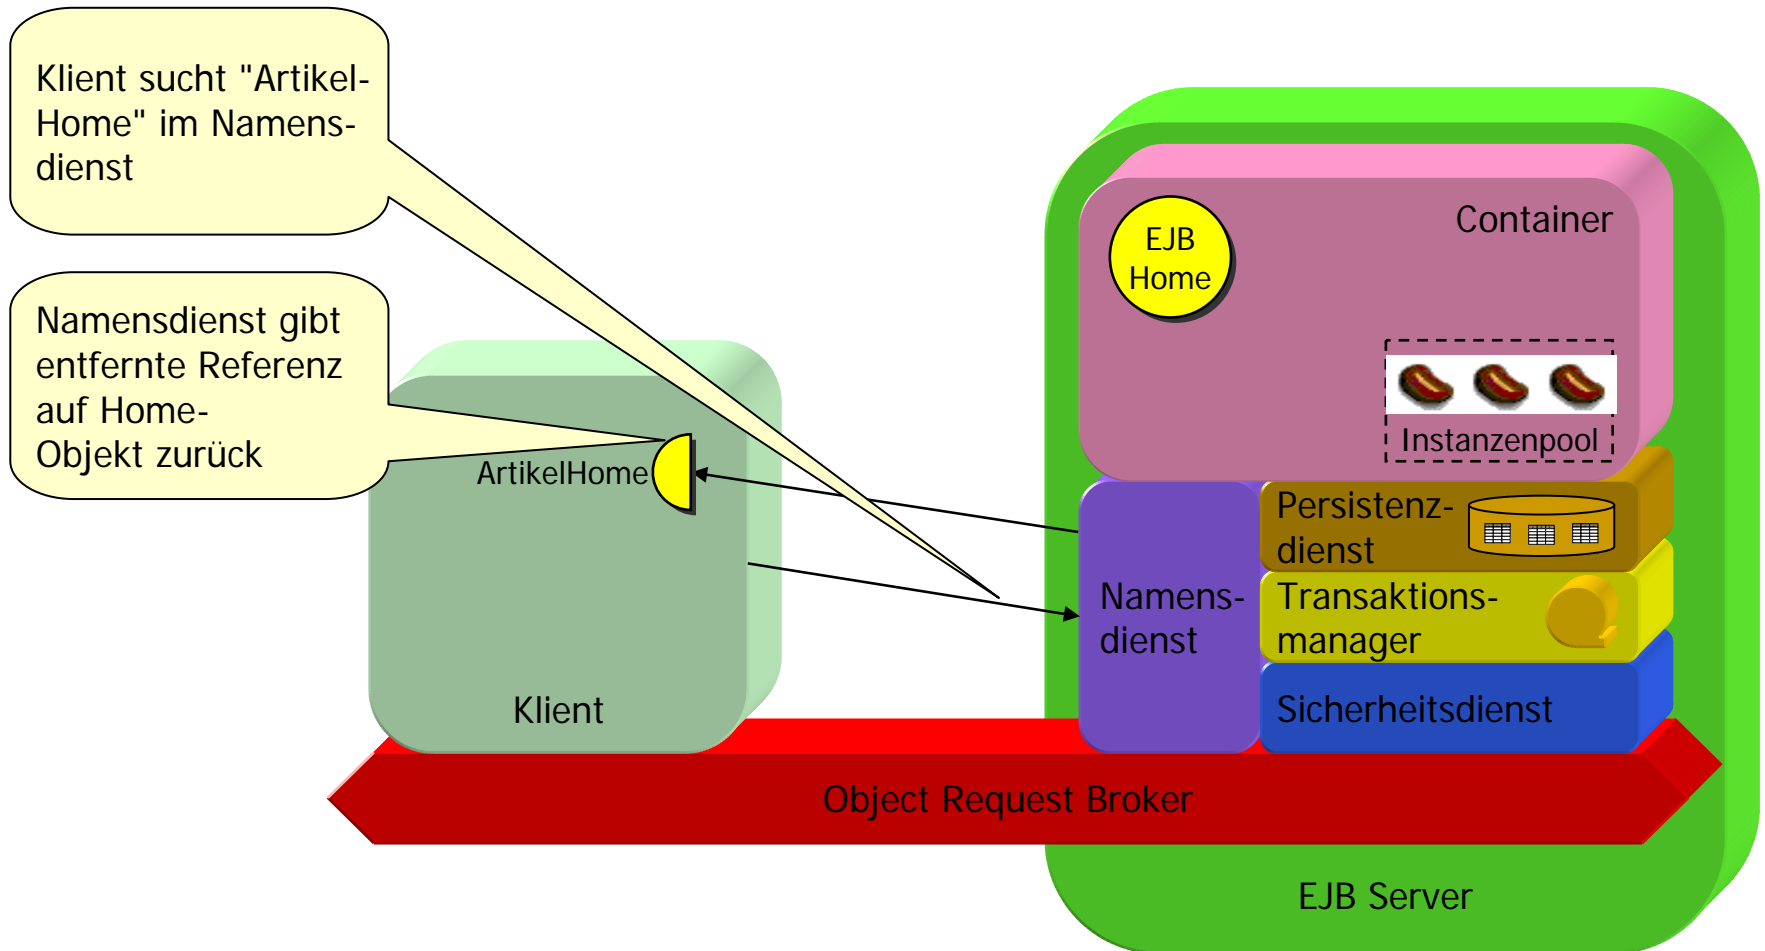 Klient sucht "Artikel-
Home" im Namens-
dienst
Namensdienst gibt
entfernte Referenz
auf Home-
Objekt zurück
ArtikelHome
Klient
EJB
Home
Container
Instanzenpool
Persistenz-
dienst
Namens-
dienst
Transaktions-
manager
Sicherheitsdienst
Object Request Broker
EJB Server